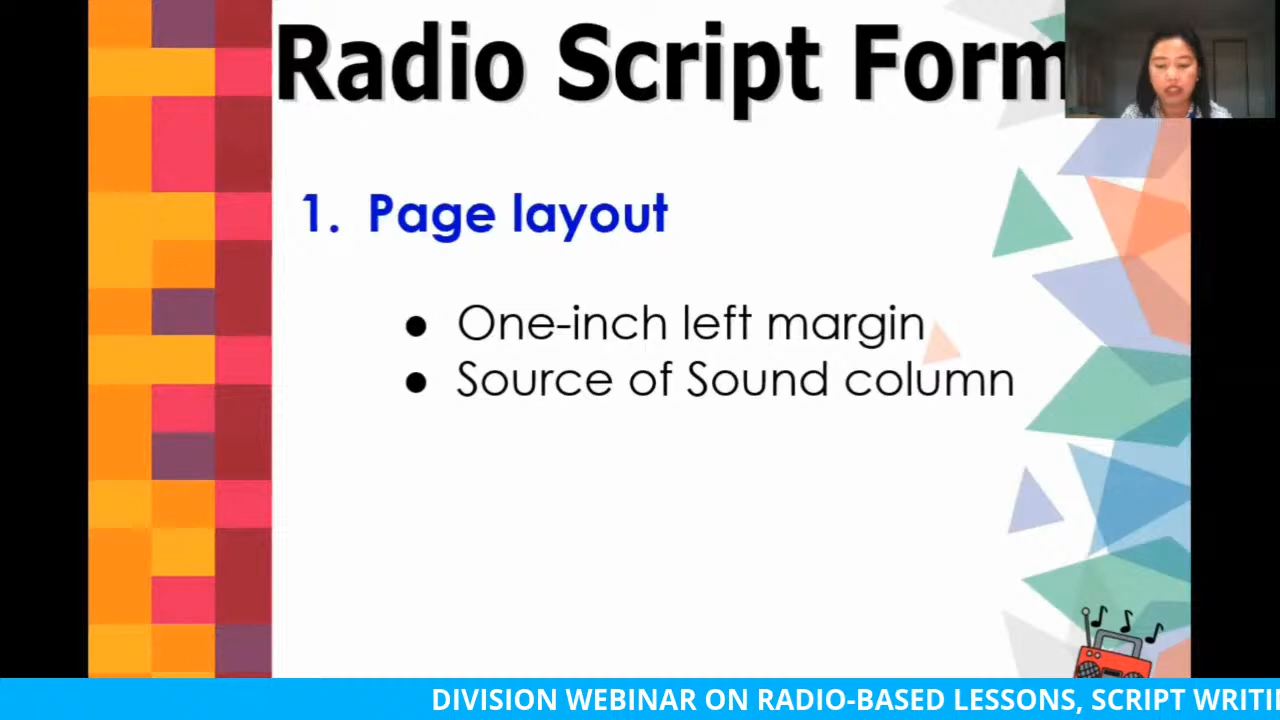 Radio Script Form
1. Page layout
● One-inch left margin
● Source of Sound column
DIVISION WEBINAR ON RADIO-BASED LESSONS, SCRIPT WRITI